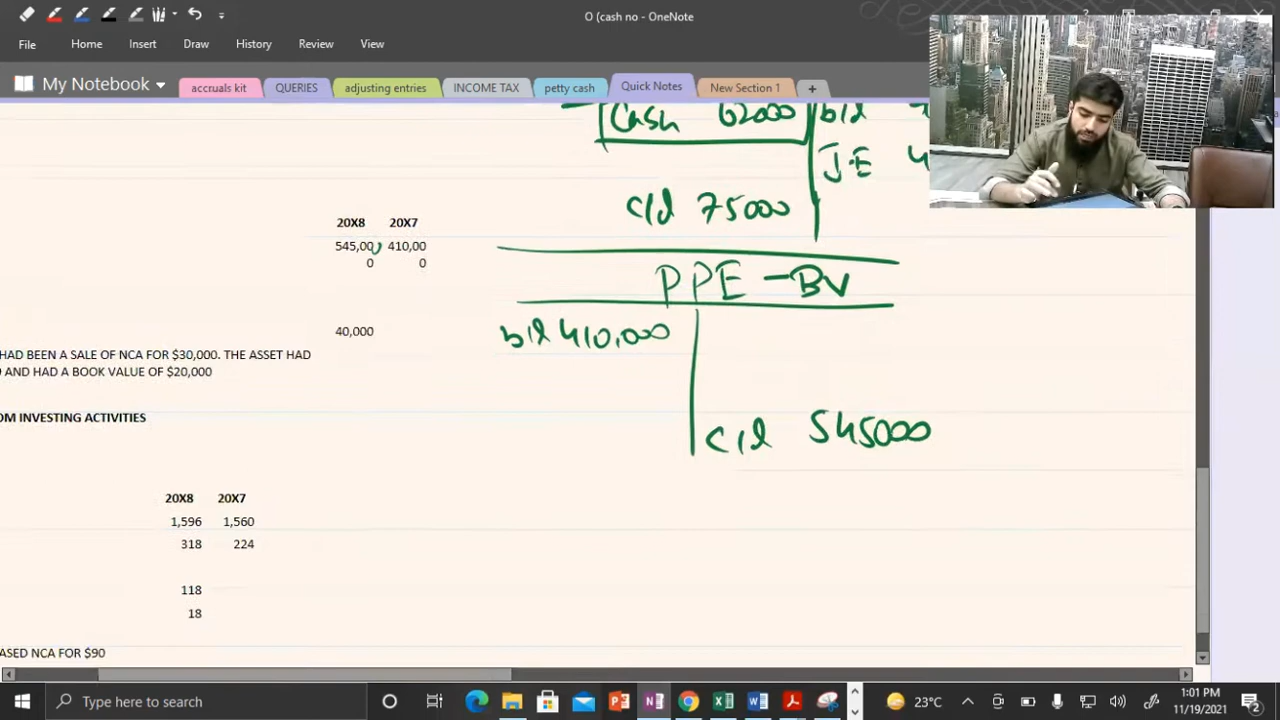 O (cash no - OneNote
File Home Insert Draw History Review View
My Notebook accruals kit QUERIES adjusting entries INCOMETAX petty cash Quick Notes New Section 1
Cash 62000 b/d
J.E
c/d 75000
20X8 20X7
545,00 410,00
0 0
PPE - BV
b/d 410,000
40,000
HAD BEEN A SALE OF NCA FOR $30,000. THE ASSET HAD
AND HAD A BOOK VALUE OF $20,000
OM INVESTING ACTIVITIES
c/d 545000
20X8 20X7
1,596 1,560
318 224
118
18
ASED NCA FOR $90
Type here to search
23°C
1:01 PM
11/19/2021
2